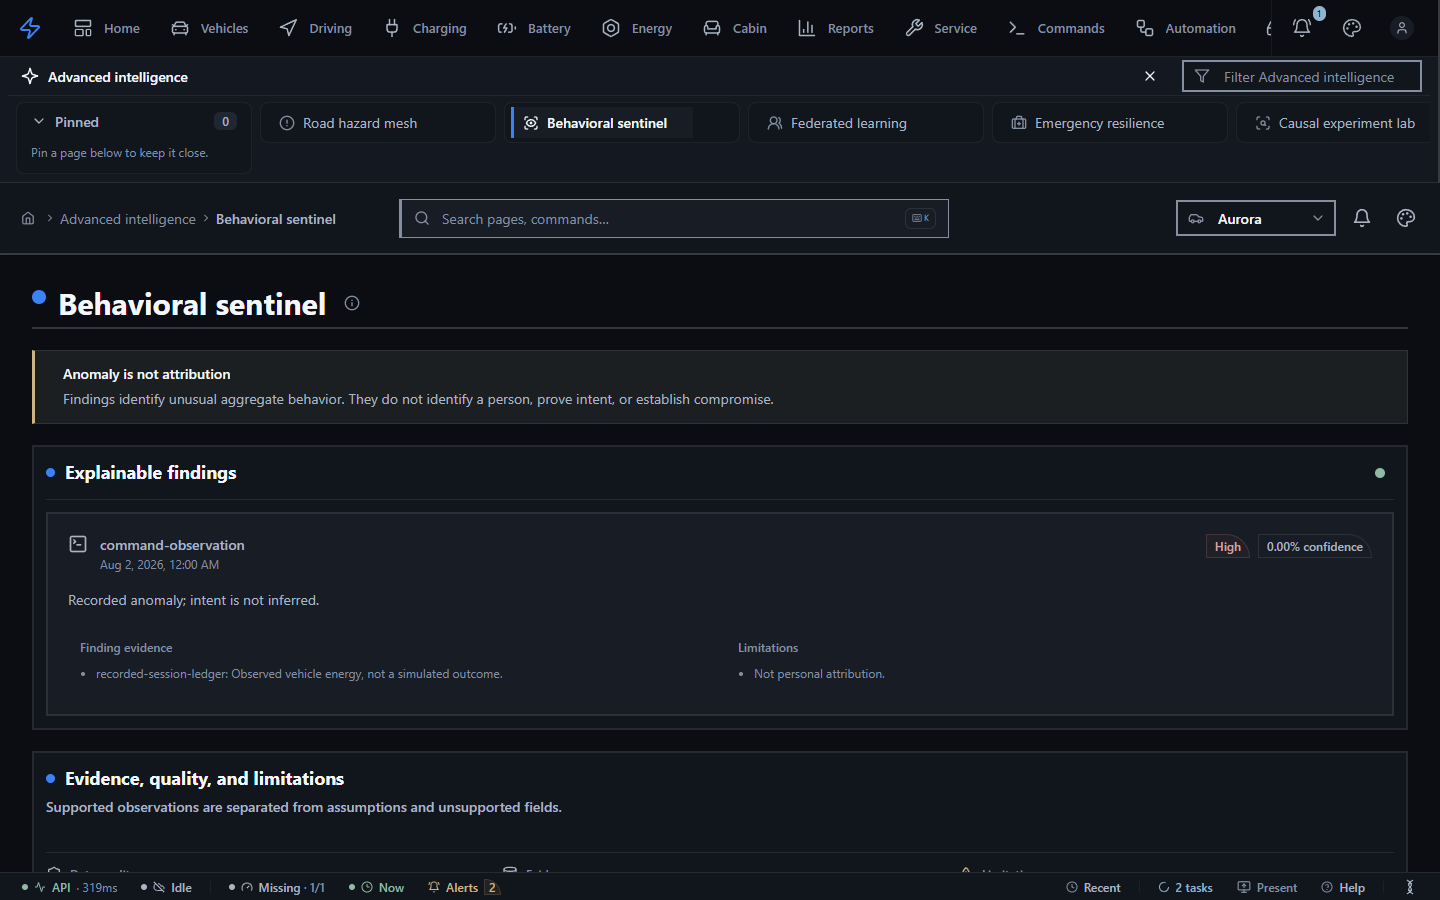 Home Vehicles Driving Charging Battery Energy Cabin Reports Service Commands Automation 1
Advanced intelligence Filter Advanced intelligence
Pinned 0 Road hazard mesh Behavioral sentinel Federated learning Emergency resilience Causal experiment lab
Pin a page below to keep it close.
Advanced intelligence Behavioral sentinel Search pages, commands... K Aurora
Behavioral sentinel
Anomaly is not attribution
Findings identify unusual aggregate behavior. They do not identify a person, prove intent, or establish compromise.
Explainable findings
command-observation High 0.00% confidence
Aug 2, 2026, 12:00 AM
Recorded anomaly; intent is not inferred.
Finding evidence Limitations
• recorded-session-ledger: Observed vehicle energy, not a simulated outcome. • Not personal attribution.
Evidence, quality, and limitations
Supported observations are separated from assumptions and unsupported fields.
API · 319ms Idle Missing · 1/1 Now Alerts 2 Recent 2 tasks Present Help